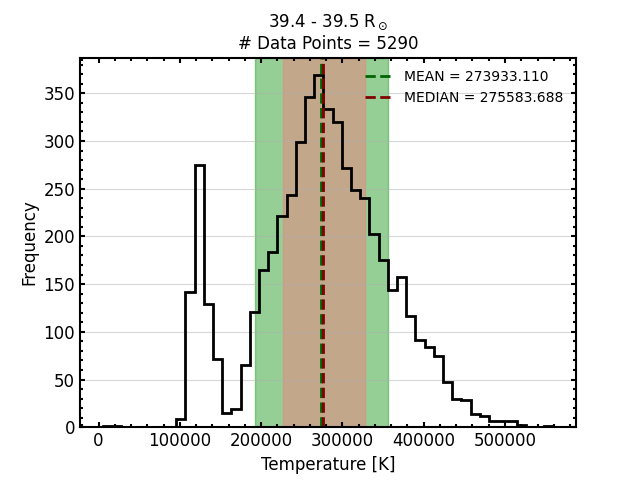 39.4 - 39.5 R⊙
# Data Points = 5290
MEAN = 273933.110
MEDIAN = 275583.688
Frequency
350
300
250
200
150
100
50
0
0 100000 200000 300000 400000 500000
Temperature [K]